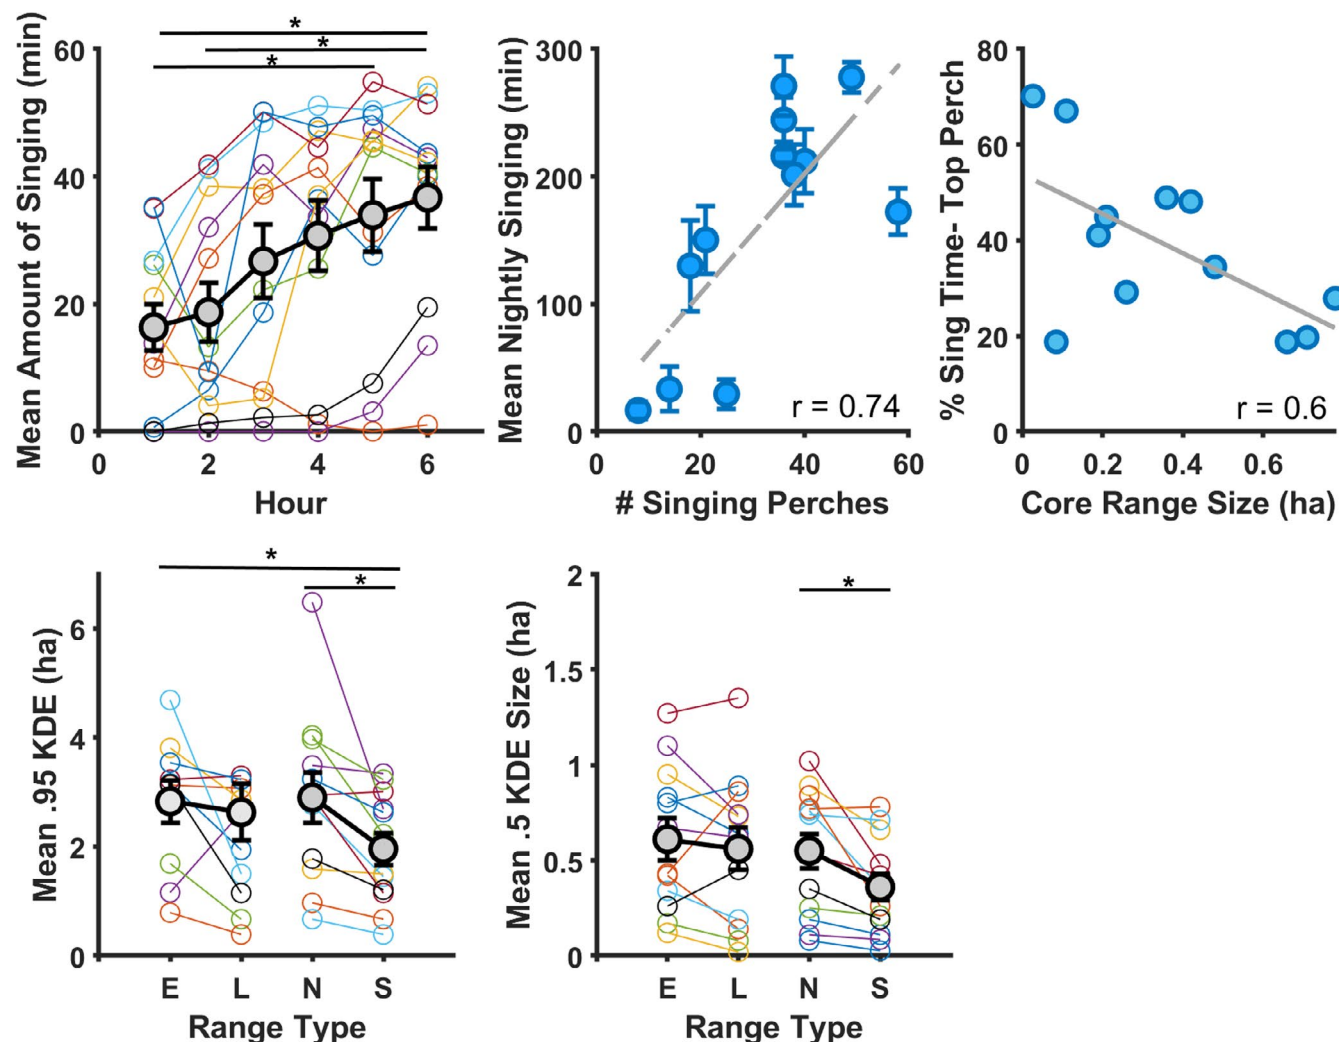 Mean Amount of Singing (min)
60
40
20
0
* * *
0 2 4 6
Hour
Mean Nightly Singing (min)
300
200
100
0
r = 0.74
0 20 40 60
# Singing Perches
% Sing Time- Top Perch
80
60
40
20
0
r = 0.6
0 0.2 0.4 0.6
Core Range Size (ha)
Mean .95 KDE (ha)
6
4
2
0
* *
E L N S
Range Type
Mean .5 KDE Size (ha)
2
1.5
1
0.5
0
*
E L N S
Range Type